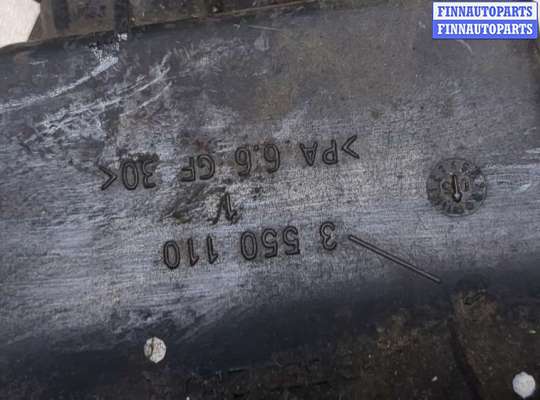 FINNAUTOPARTS
FINNAUTOPARTS
3 550 110
1
>PA 6.6 GF 30<